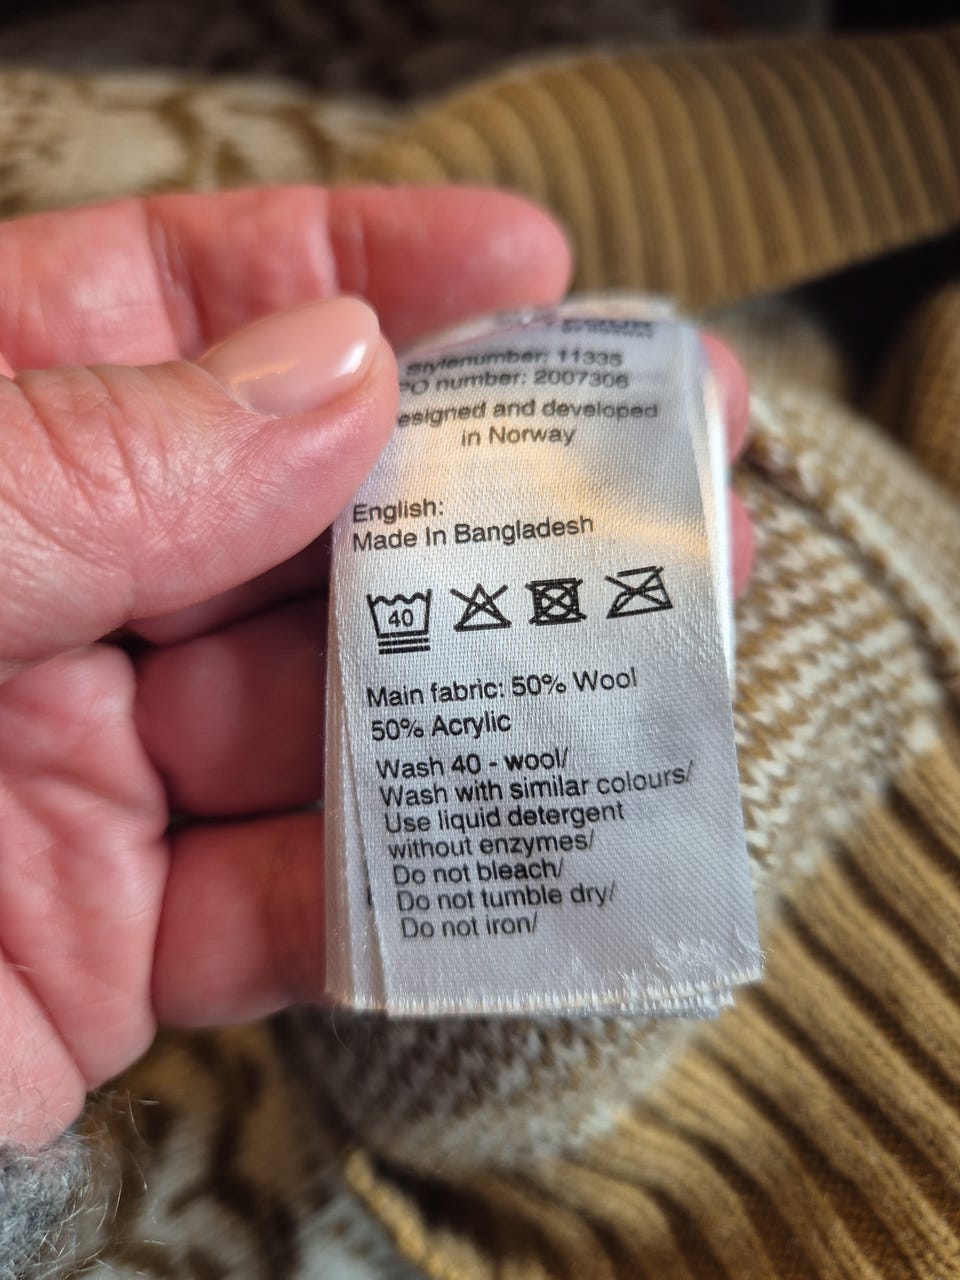 Stylenumber: 11335
PO number: 2007306
esigned and developed
in Norway
English:
Made In Bangladesh
40
Main fabric: 50% Wool
50% Acrylic
Wash 40 - wool/
Wash with similar colours/
Use liquid detergent
without enzymes/
Do not bleach/
Do not tumble dry/
Do not iron/